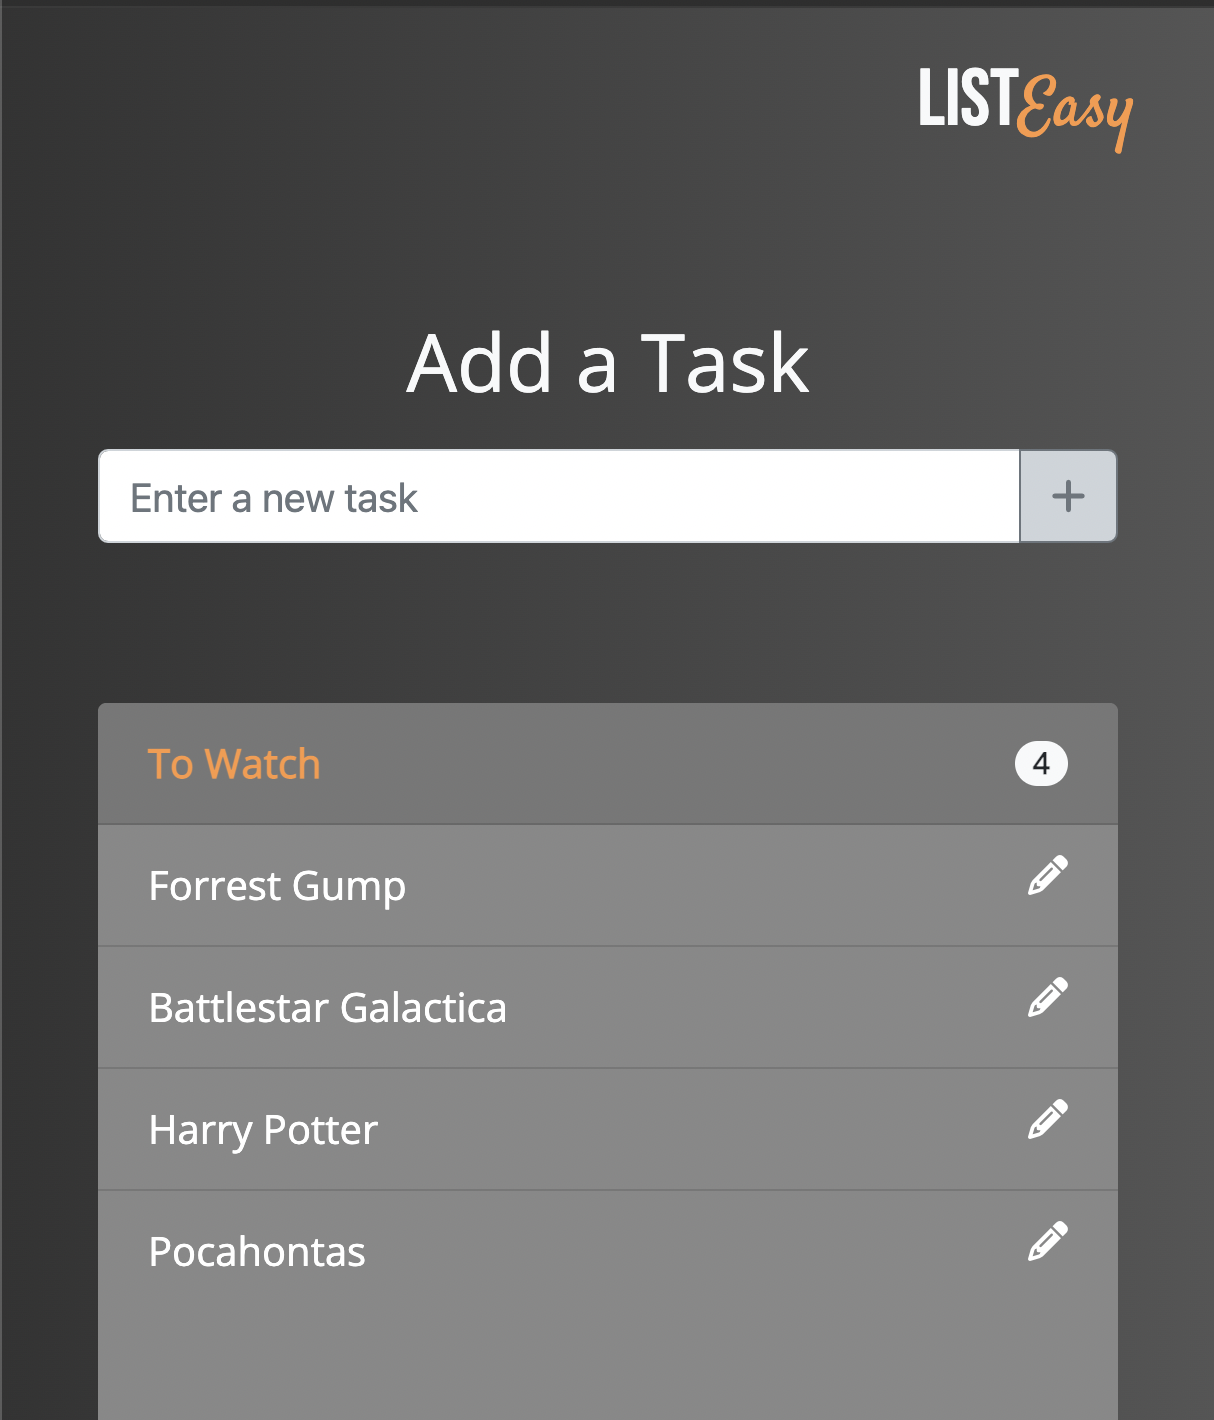 LISTEasy
Add a Task
Enter a new task
To Watch 4
Forrest Gump
Battlestar Galactica
Harry Potter
Pocahontas